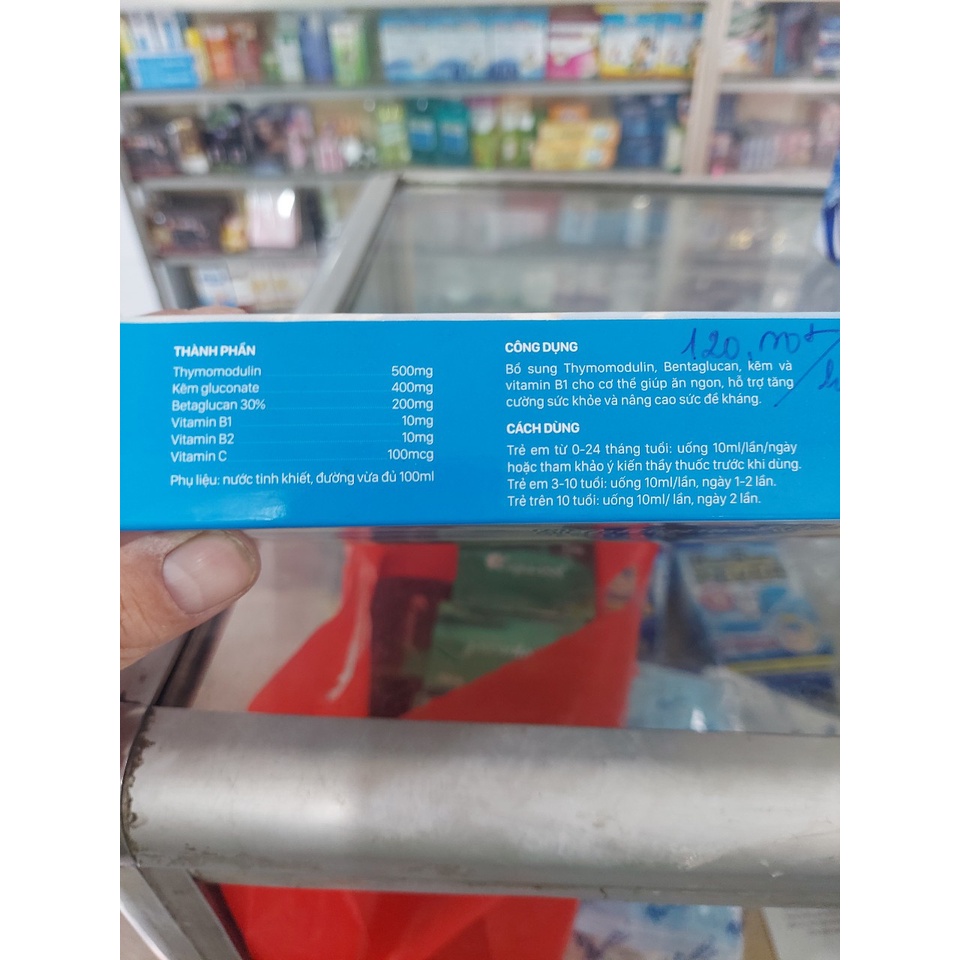 THÀNH PHẦN
Thymomodulin 500mg
Kẽm gluconate 400mg
Betaglucan 30% 200mg
Vitamin B1 10mg
Vitamin B2 10mg
Vitamin C 100mcg
Phụ liệu: nước tinh khiết, đường vừa đủ 100ml
CÔNG DỤNG
Bổ sung Thymomodulin, Bentaglucan, kẽm và
vitamin B1 cho cơ thể giúp ăn ngon, hỗ trợ tăng
cường sức khỏe và nâng cao sức đề kháng.
CÁCH DÙNG
Trẻ em từ 0-24 tháng tuổi: uống 10ml/lần/ngày
hoặc tham khảo ý kiến thầy thuốc trước khi dùng.
Trẻ em 3-10 tuổi: uống 10ml/lần, ngày 1-2 lần.
Trẻ trên 10 tuổi: uống 10ml/ lần, ngày 2 lần.
120.